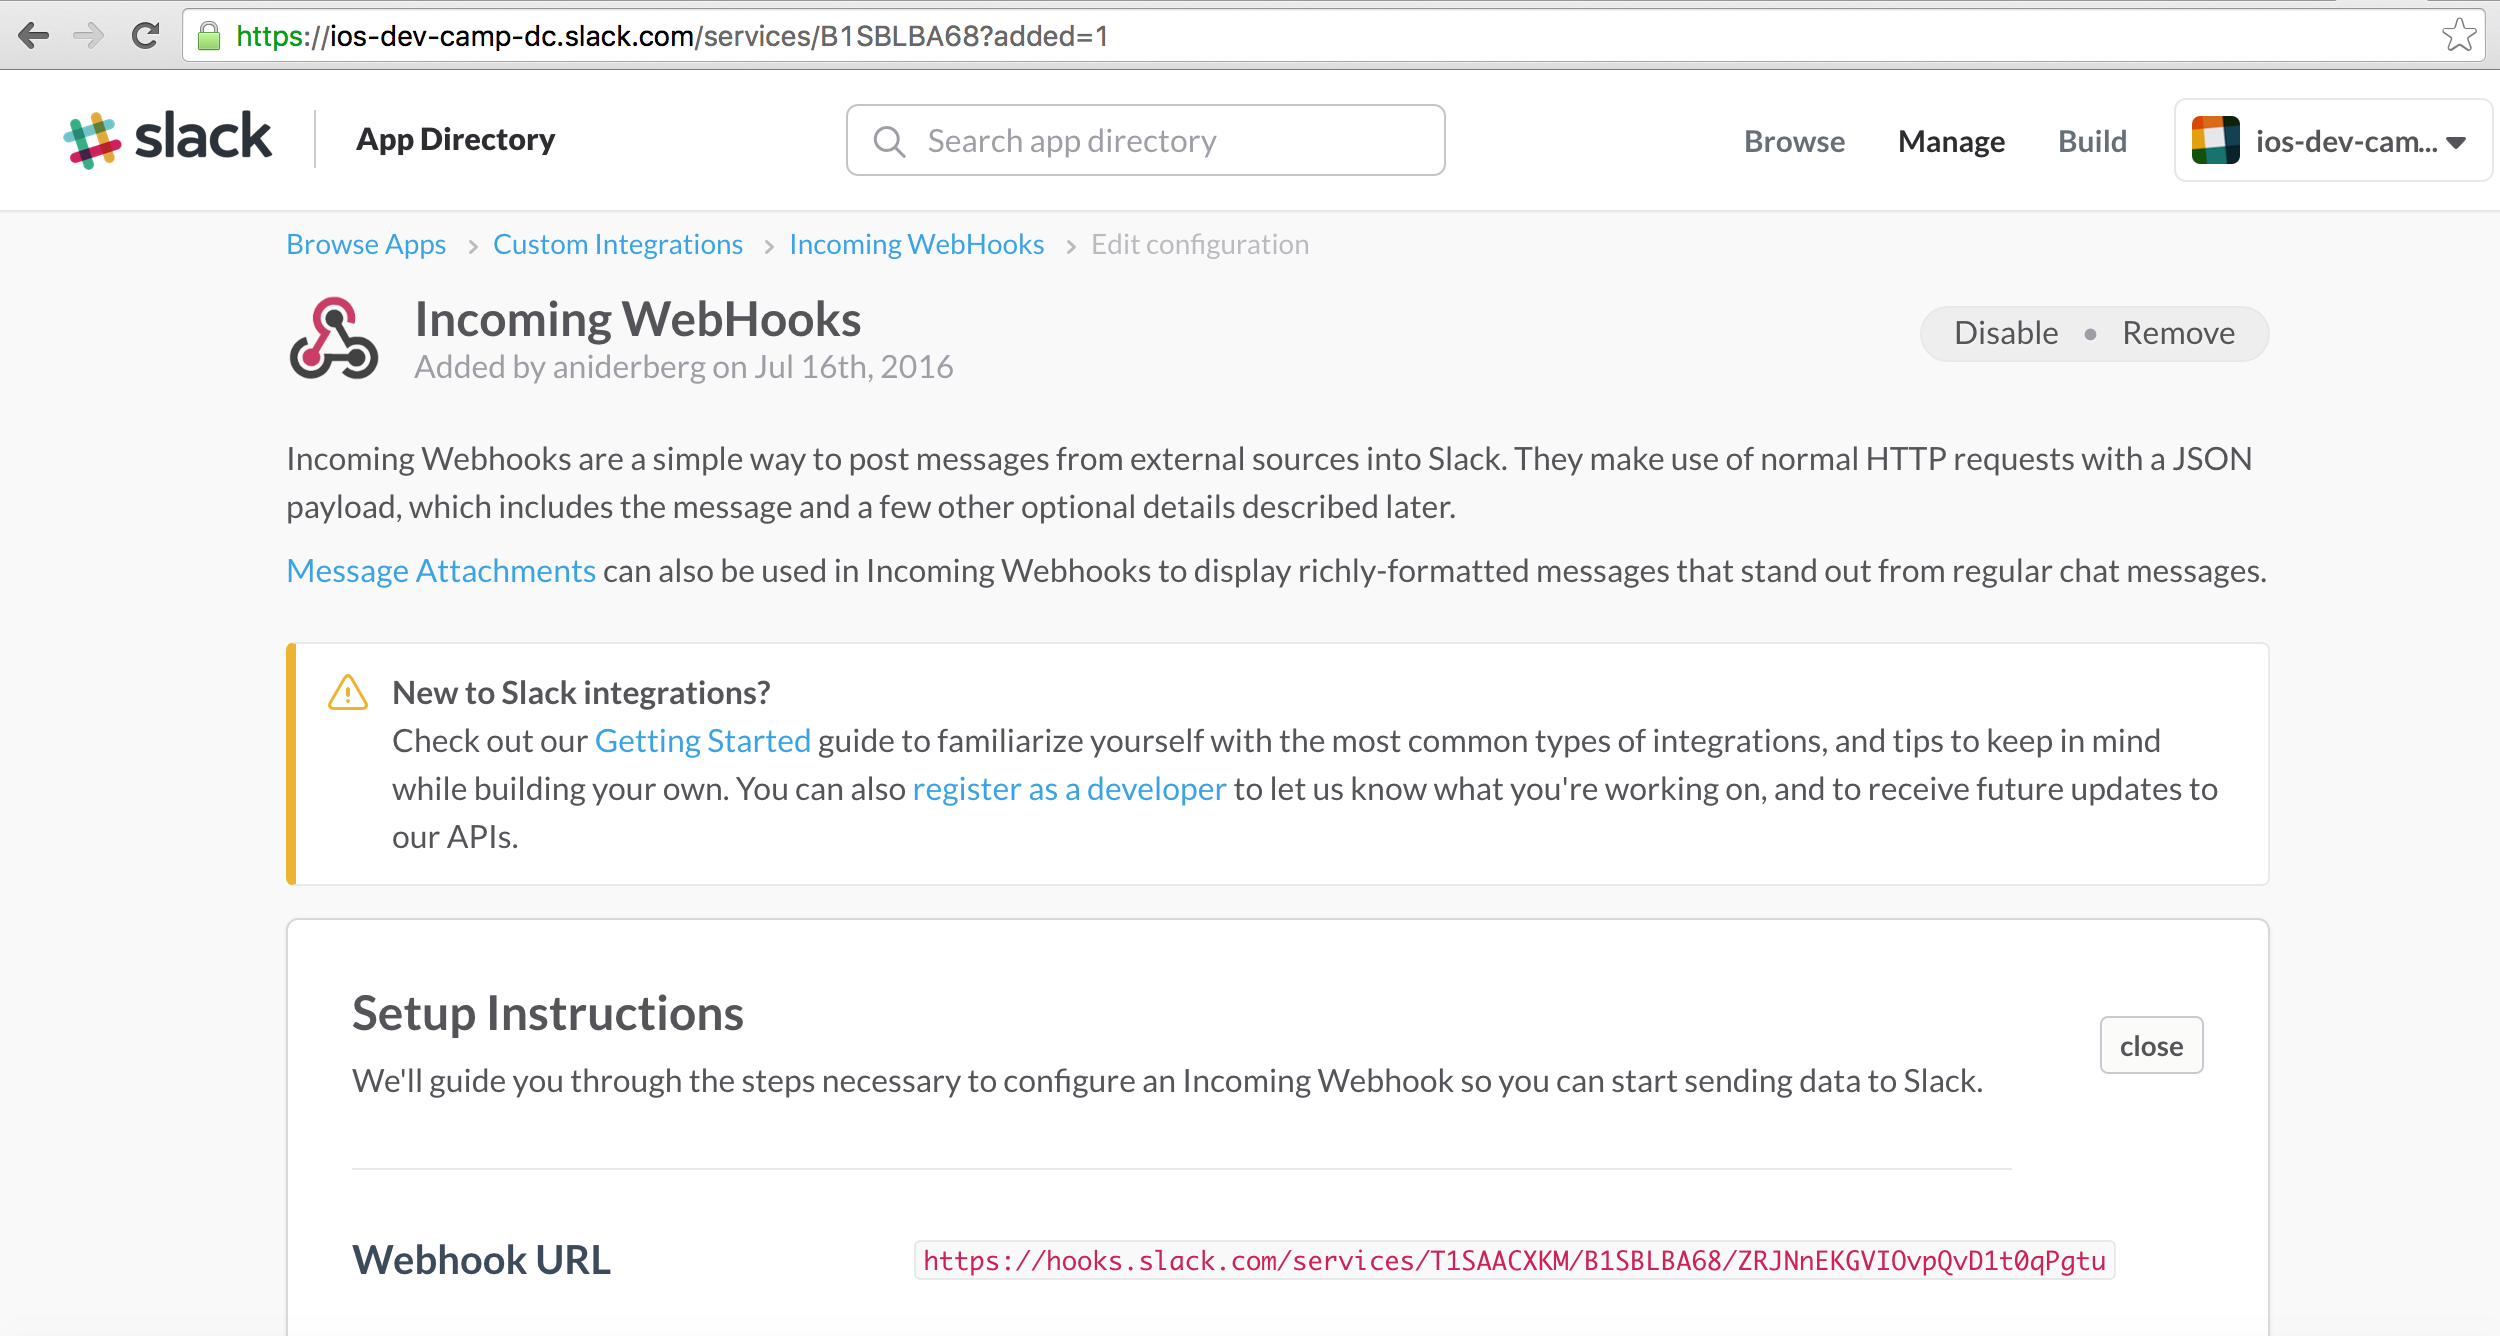 https://ios-dev-camp-dc.slack.com/services/B1SBLBA68?added=1
slack
App Directory
Search app directory
Browse
Manage
Build
ios-dev-cam...
Browse Apps > Custom Integrations > Incoming WebHooks > Edit configuration
Incoming WebHooks
Added by aniderberg on Jul 16th, 2016
Disable • Remove
Incoming Webhooks are a simple way to post messages from external sources into Slack. They make use of normal HTTP requests with a JSON
payload, which includes the message and a few other optional details described later.
Message Attachments can also be used in Incoming Webhooks to display richly-formatted messages that stand out from regular chat messages.
New to Slack integrations?
Check out our Getting Started guide to familiarize yourself with the most common types of integrations, and tips to keep in mind
while building your own. You can also register as a developer to let us know what you're working on, and to receive future updates to
our APIs.
Setup Instructions
close
We'll guide you through the steps necessary to configure an Incoming Webhook so you can start sending data to Slack.
Webhook URL
https://hooks.slack.com/services/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